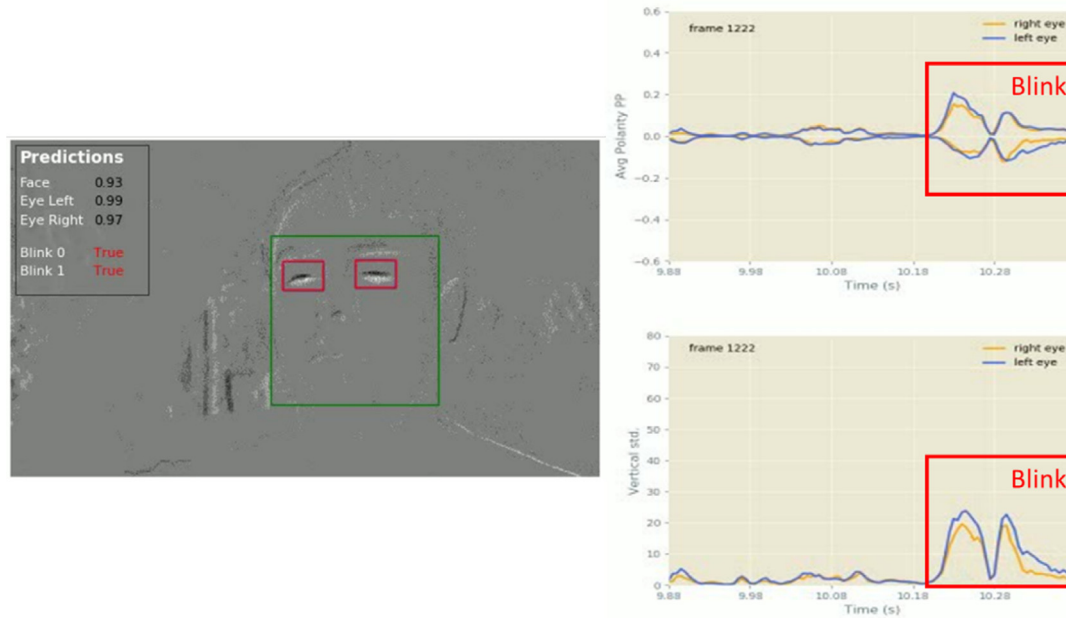 Predictions
Face 0.93
Eye Left 0.99
Eye Right 0.97
Blink 0 True
Blink 1 True
0.6
0.4
0.2
0.0
−0.2
−0.4
−0.6
Avg Polarity PP
frame 1222
right eye
left eye
Blink
9.88 9.98 10.08 10.18 10.28
Time (s)
80
70
60
50
40
30
20
10
0
Vertical std.
frame 1222
right eye
left eye
Blink
9.88 9.98 10.08 10.18 10.28
Time (s)